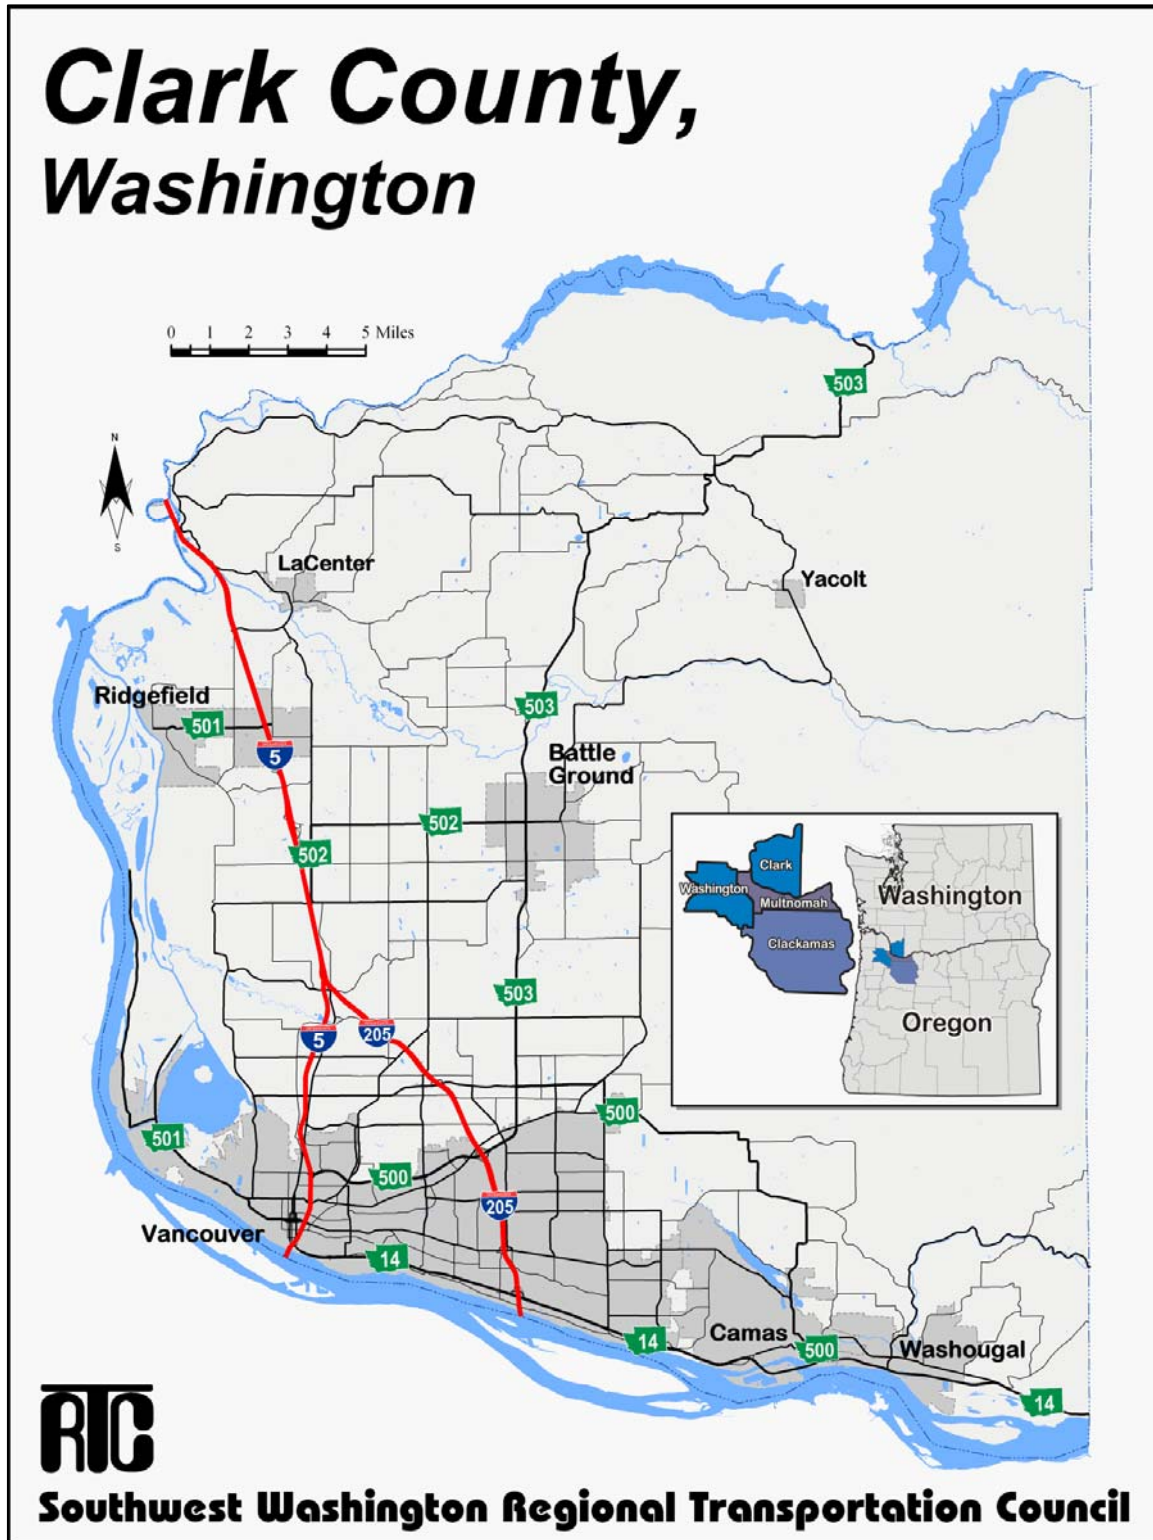 Clark County,
Washington
0 1 2 3 4 5 Miles
503
N
S
LaCenter
Yacolt
Ridgefield
501
503
5
Battle
Ground
502
502
Clark
Washington
Multnomah
Clackamas
Washington
Oregon
503
5
205
500
501
500
205
Vancouver
14
Camas
14
500
Washougal
14
RTC
Southwest Washington Regional Transportation Council